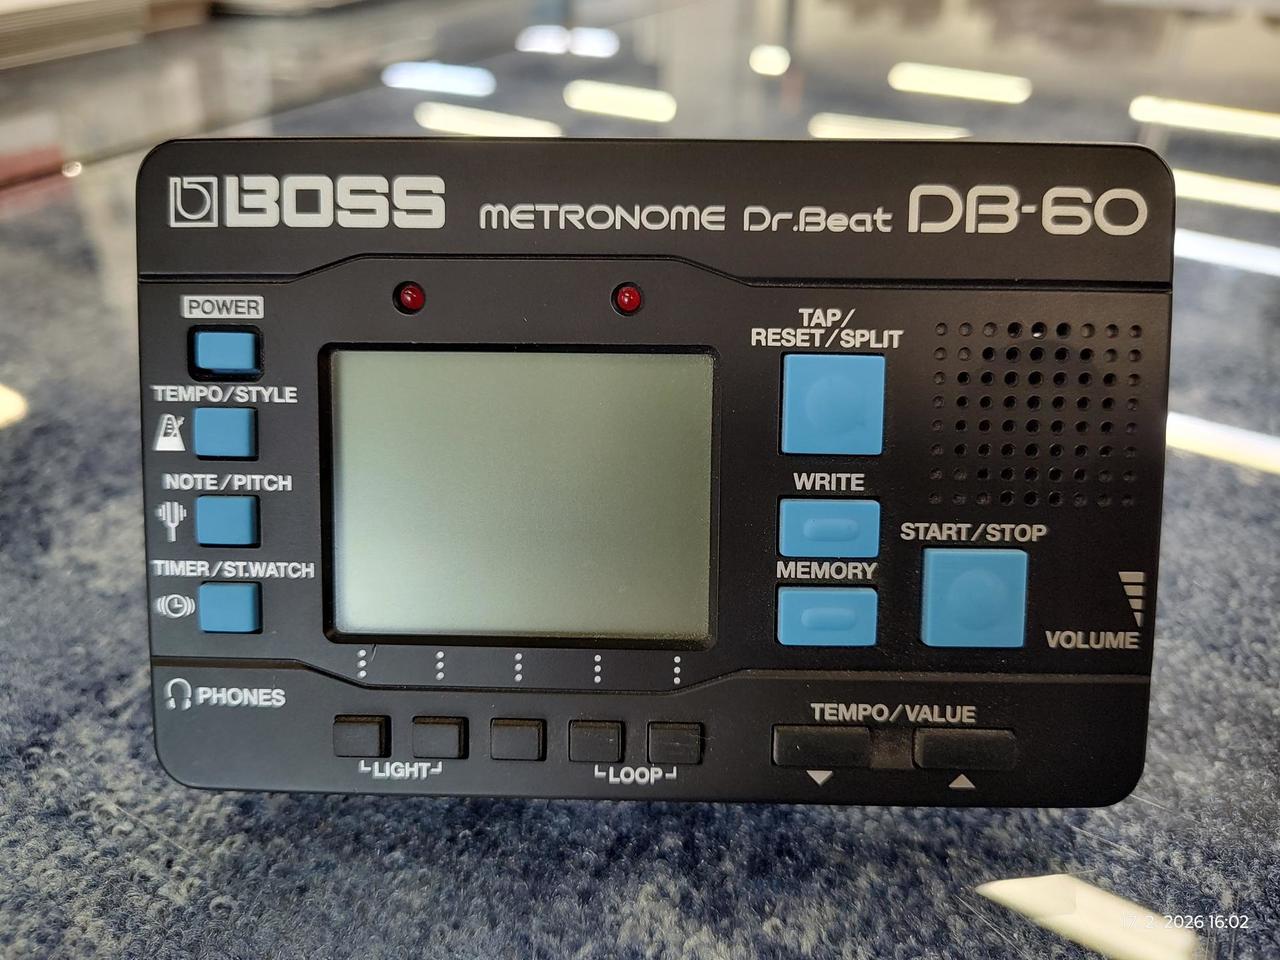 BOSS
METRONOME Dr.Beat DB-60
POWER
TEMPO/STYLE
NOTE/PITCH
TIMER/ST.WATCH
TAP/
RESET/SPLIT
WRITE
MEMORY
START/STOP
VOLUME
PHONES
LIGHT
LOOP
TEMPO/VALUE
17. 2. 2026 16:02